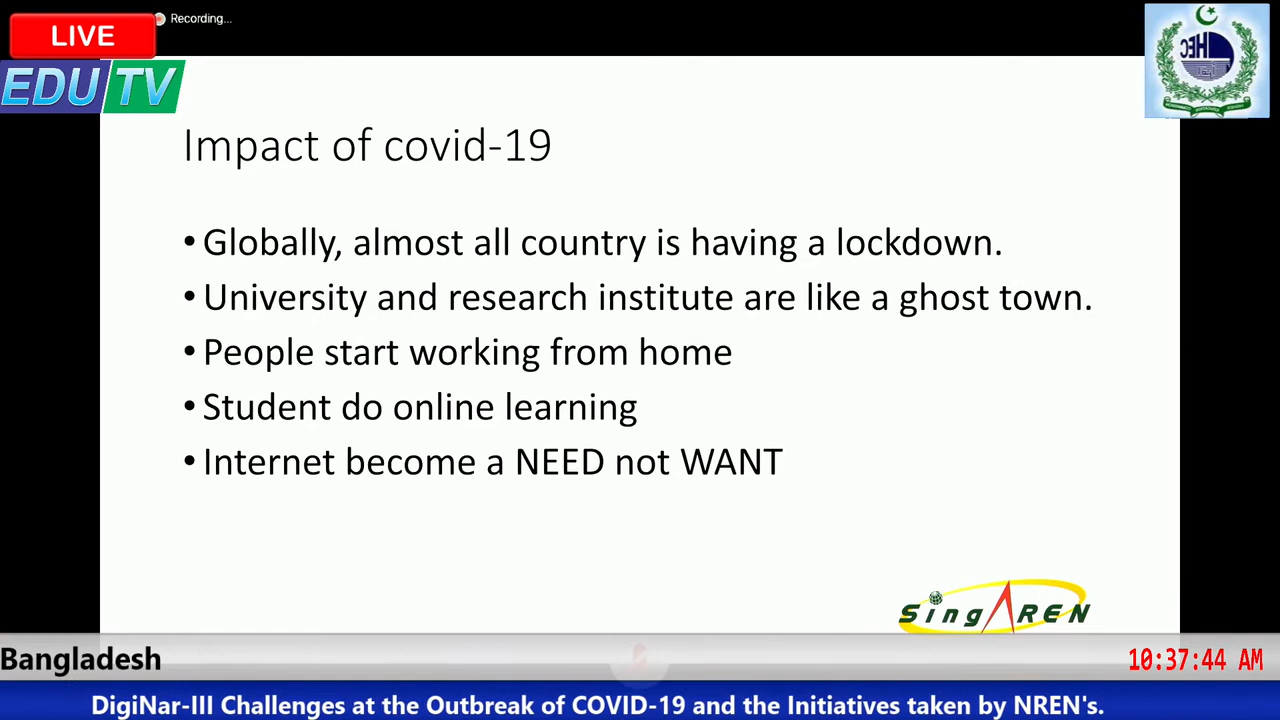 Recording...
LIVE
EDU TV
HEC
Impact of covid-19
• Globally, almost all country is having a lockdown.
• University and research institute are like a ghost town.
• People start working from home
• Student do online learning
• Internet become a NEED not WANT
SingAREN
Bangladesh
10:37:44 AM
DigiNar-III Challenges at the Outbreak of COVID-19 and the Initiatives taken by NREN's.